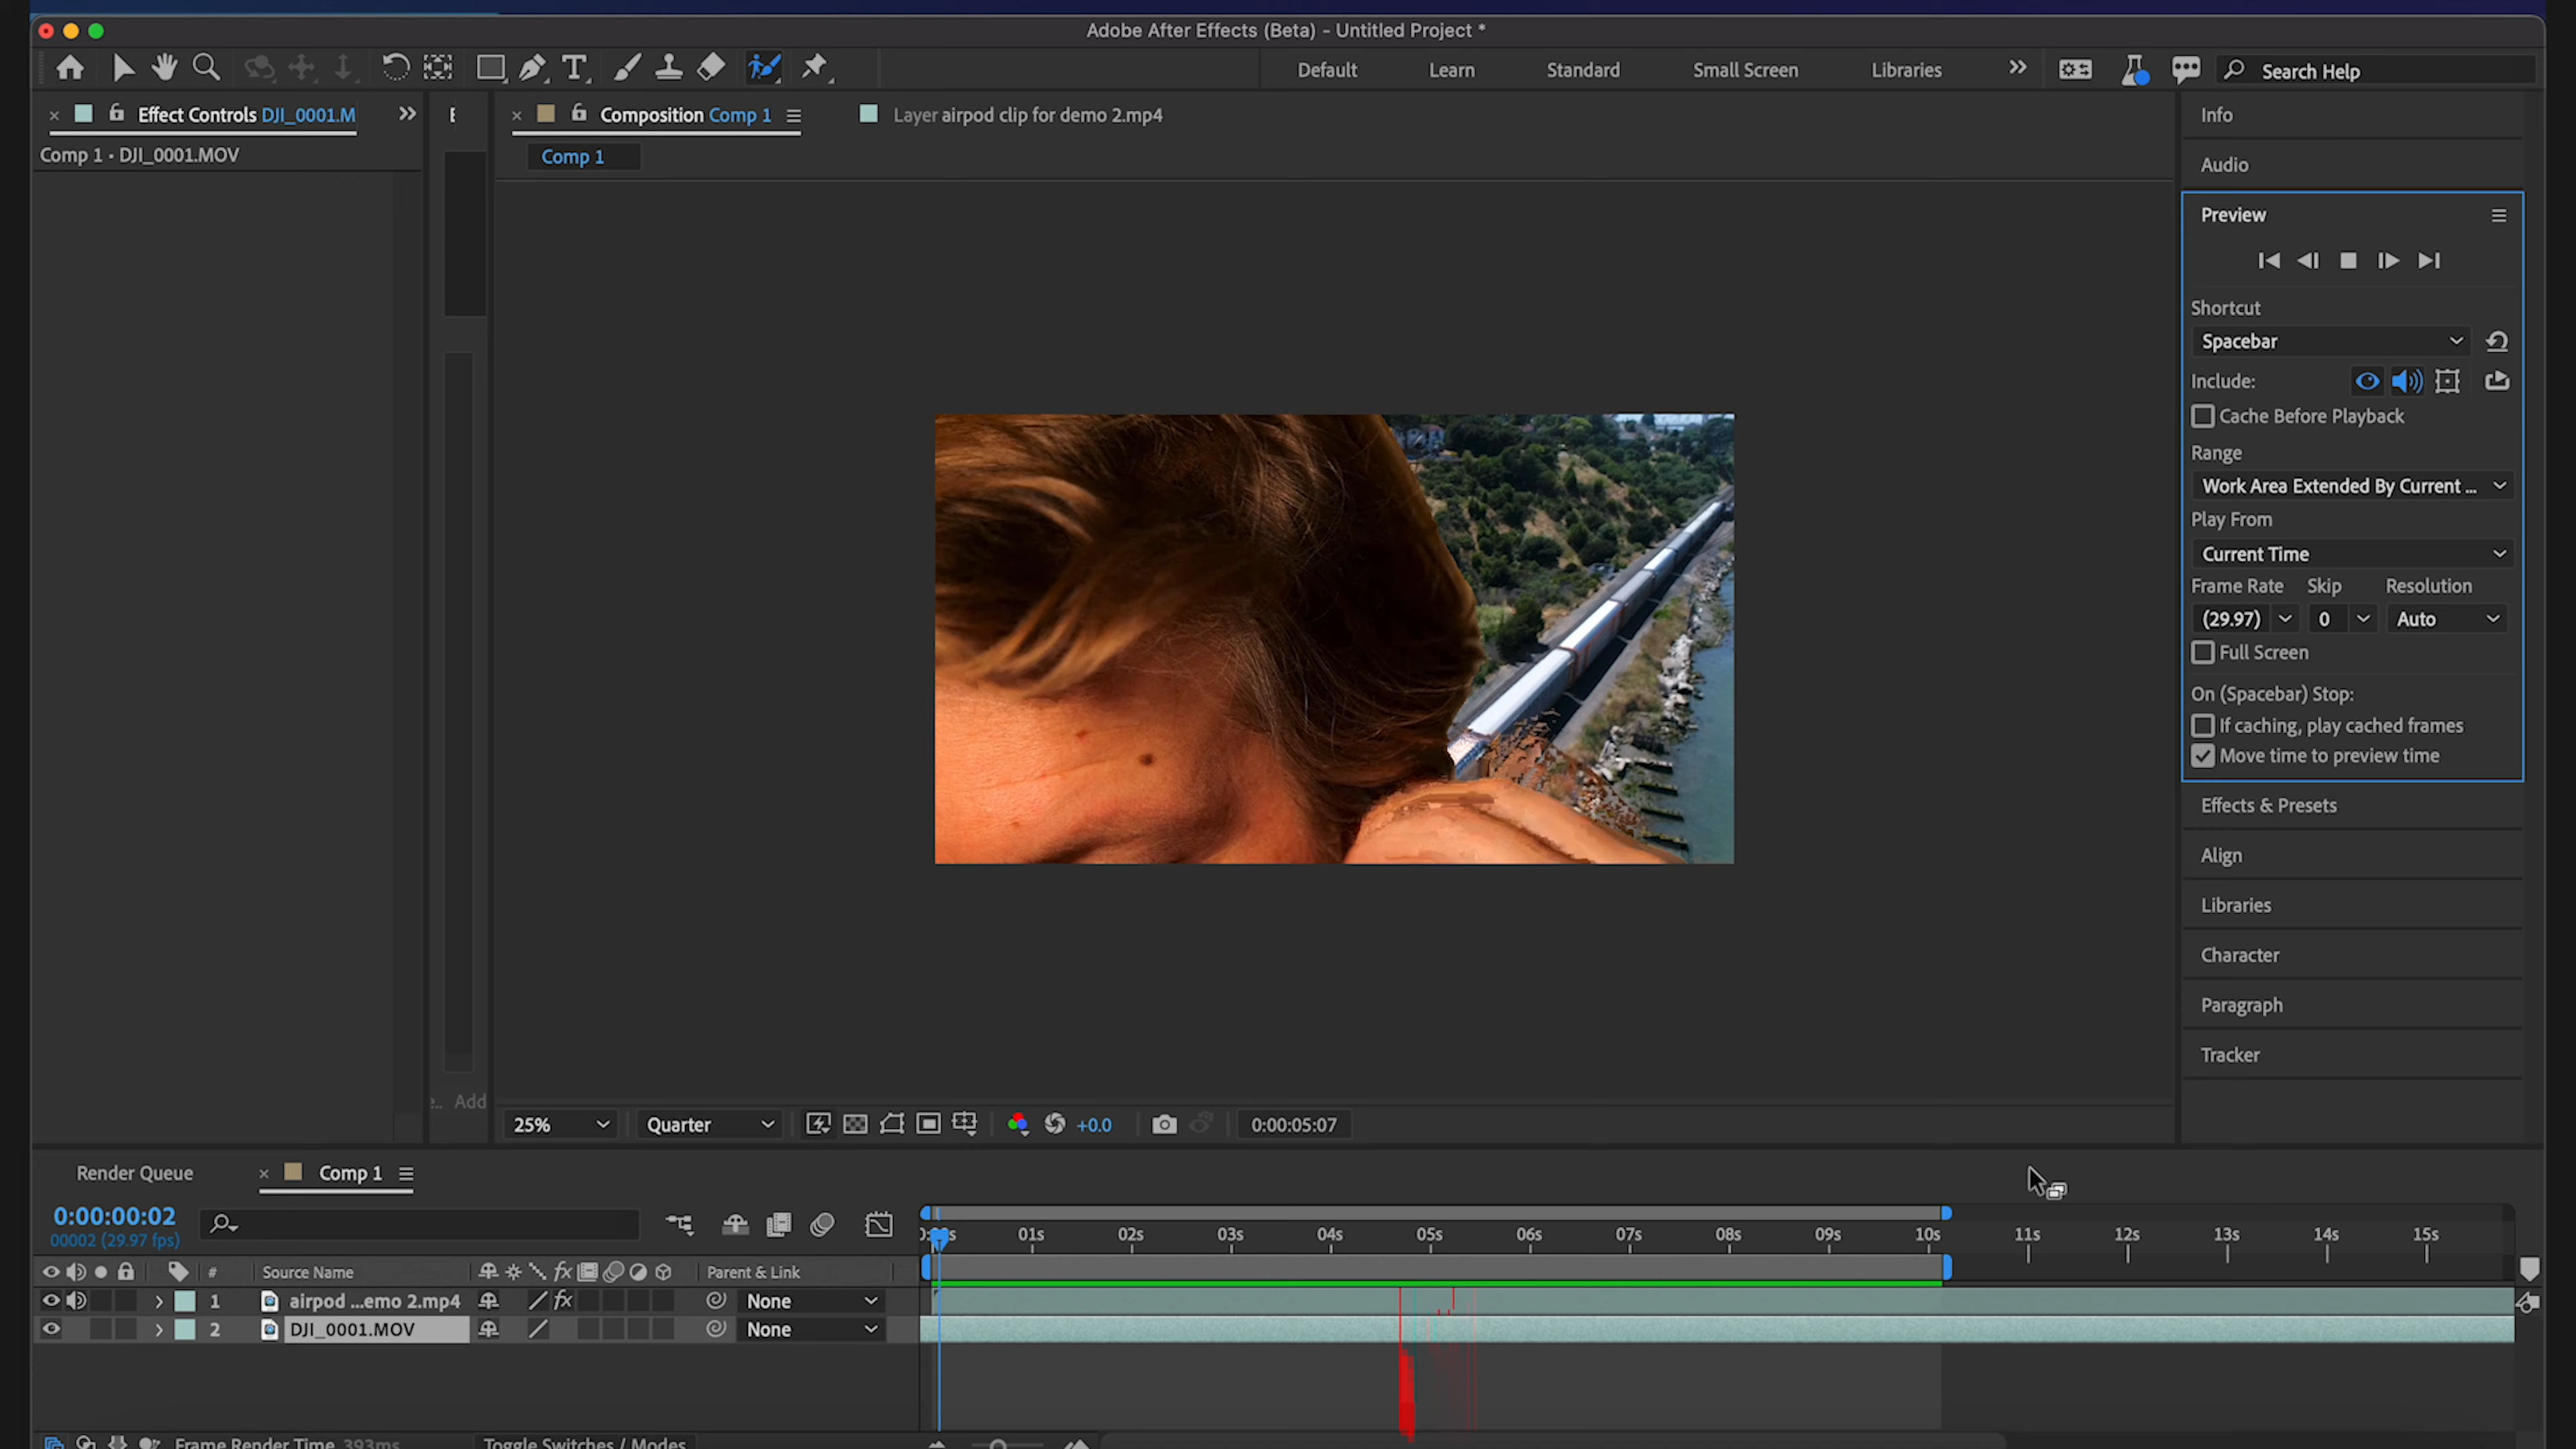 Adobe After Effects (Beta) - Untitled Project *
Default Learn Standard Small Screen Libraries Search Help
Effect Controls DJI_0001.M
Composition Comp 1
Layer airpod clip for demo 2.mp4
Info
Comp 1 • DJI_0001.MOV
Comp 1
Audio
Preview
Shortcut
Spacebar
Include:
Cache Before Playback
Range
Work Area Extended By Current ...
Play From
Current Time
Frame Rate Skip Resolution
(29.97) 0 Auto
Full Screen
On (Spacebar) Stop:
If caching, play cached frames
Move time to preview time
Effects & Presets
Align
Libraries
Character
Paragraph
Tracker
Add
25% Quarter +0.0 0:00:05:07
Render Queue Comp 1
0:00:00:02
00002 (29.97 fps)
01s 02s 03s 04s 05s 06s 07s 08s 09s 10s 11s 12s 13s 14s 15s
# Source Name fx Parent & Link
1 airpod ...emo 2.mp4 fx None
2 DJI_0001.MOV None
Frame Render Time 393ms Toggle Switches / Modes